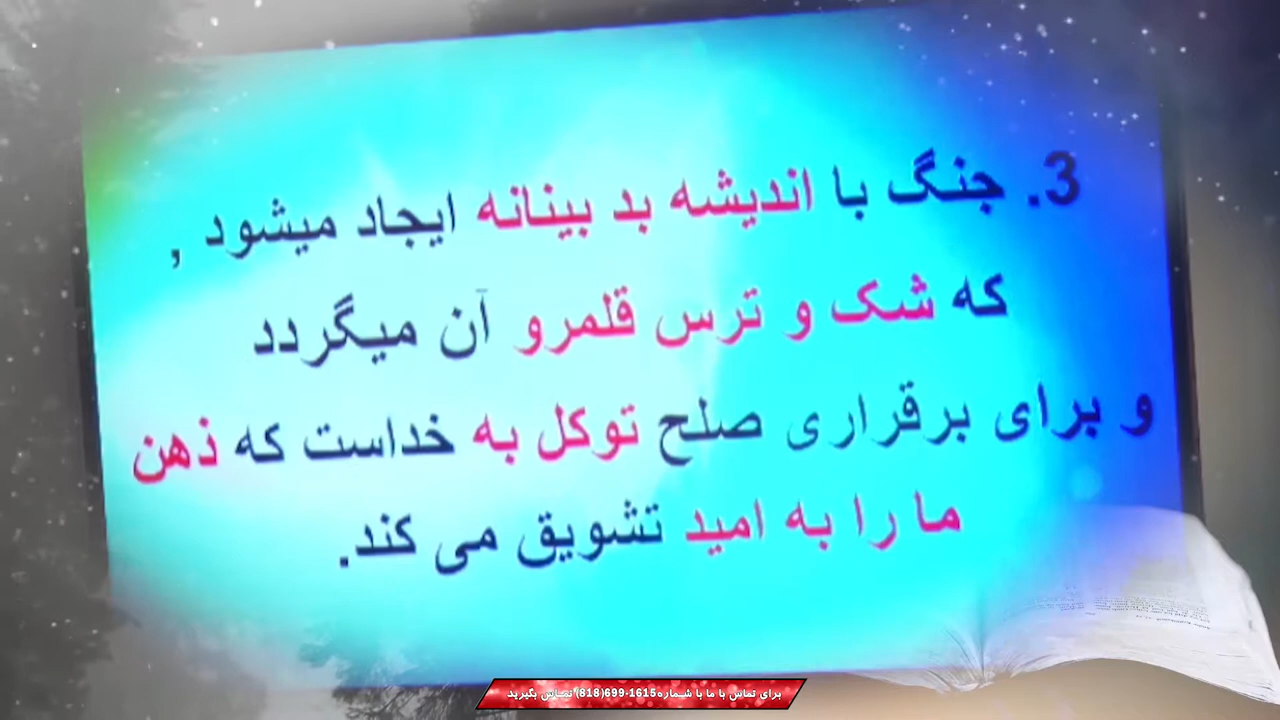 3. جنگ با اندیشه بد بینانه ایجاد میشود ,
که شک و ترس قلمرو آن میگردد
و برای برقراری صلح توکل به خداست که ذهن
ما را به امید تشویق می کند.
برای تماس با ما با شماره 1615-699(818) تماس بگیرید